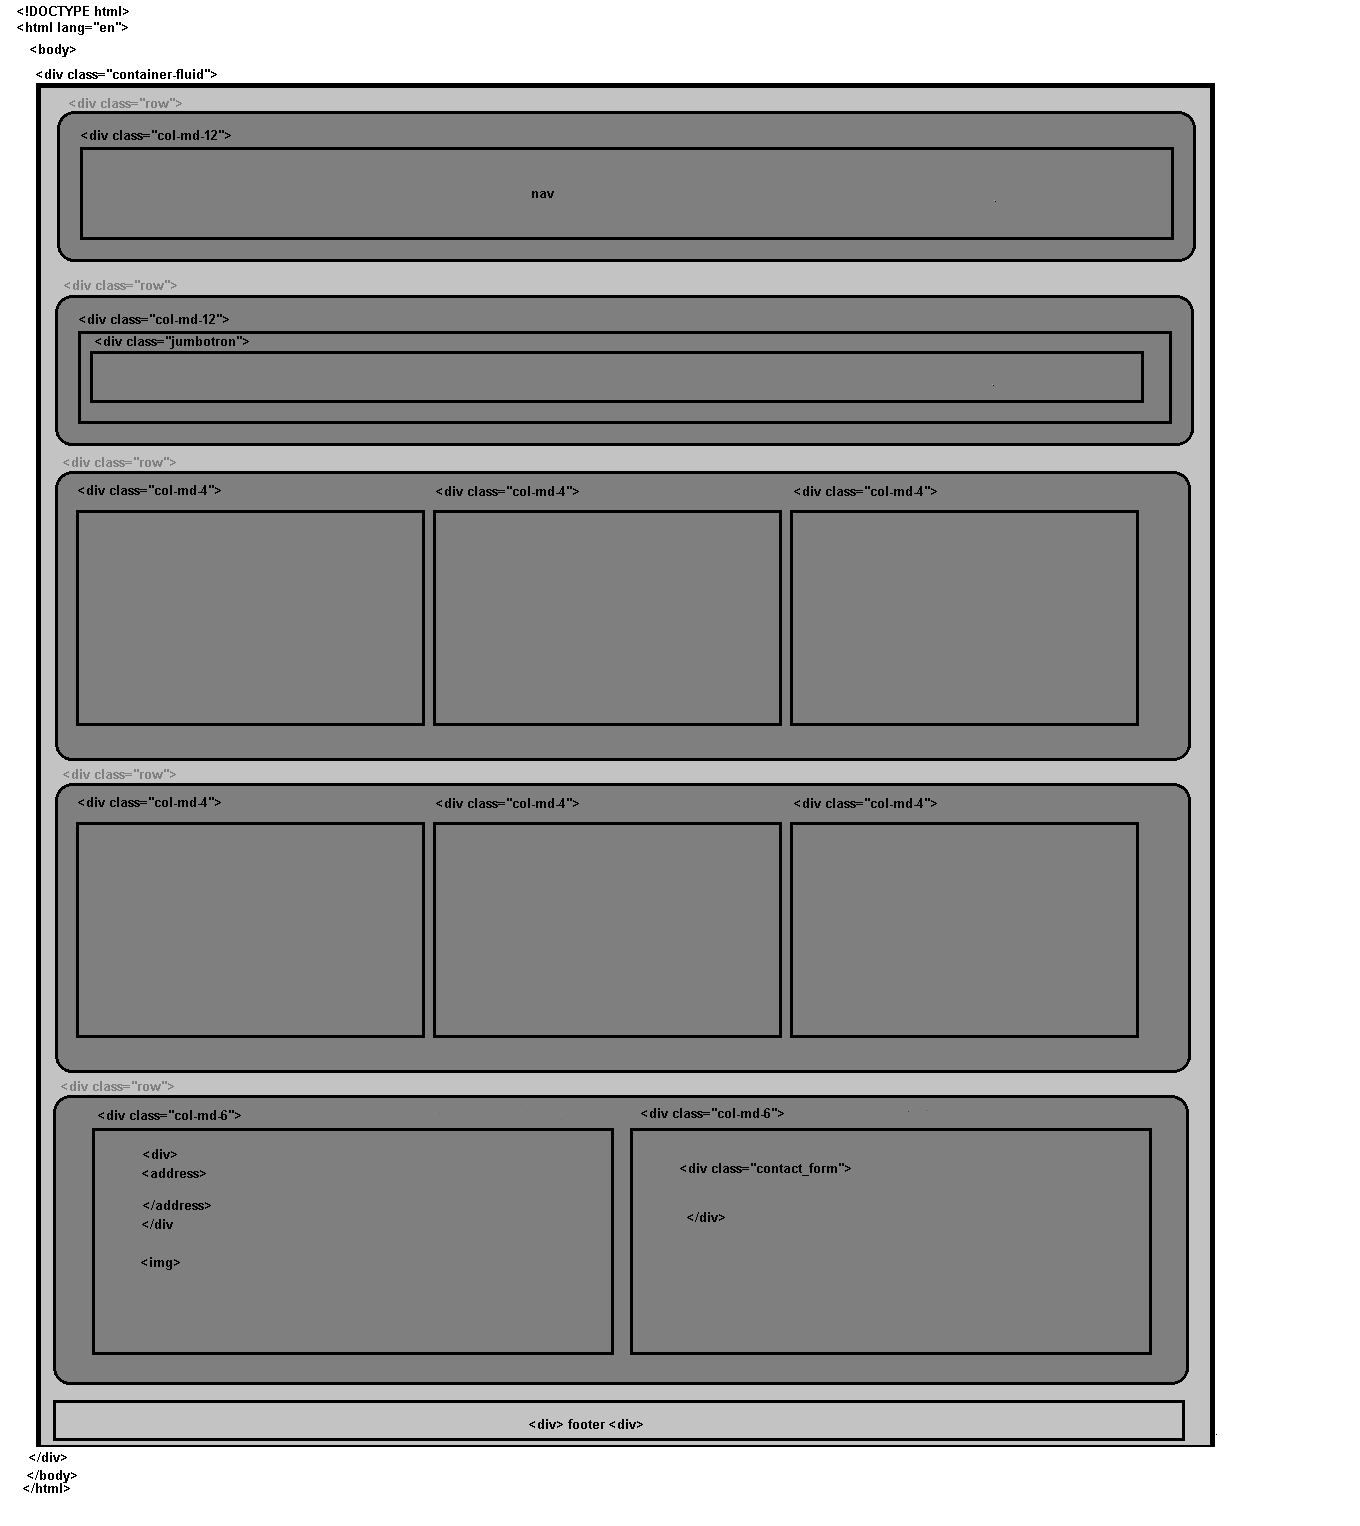 <!DOCTYPE html>
<html lang="en">
<body>
<div class="container-fluid">
<div class="row">
<div class="col-md-12">
nav
<div class="row">
<div class="col-md-12">
<div class="jumbotron">
<div class="row">
<div class="col-md-4"> <div class="col-md-4"> <div class="col-md-4">
<div class="row">
<div class="col-md-4"> <div class="col-md-4"> <div class="col-md-4">
<div class="row">
<div class="col-md-6">
<div>
<address>
</address>
</div
<img>
<div class="col-md-6">
<div class="contact_form">
</div>
<div> footer <div>
</div>
</body>
</html>